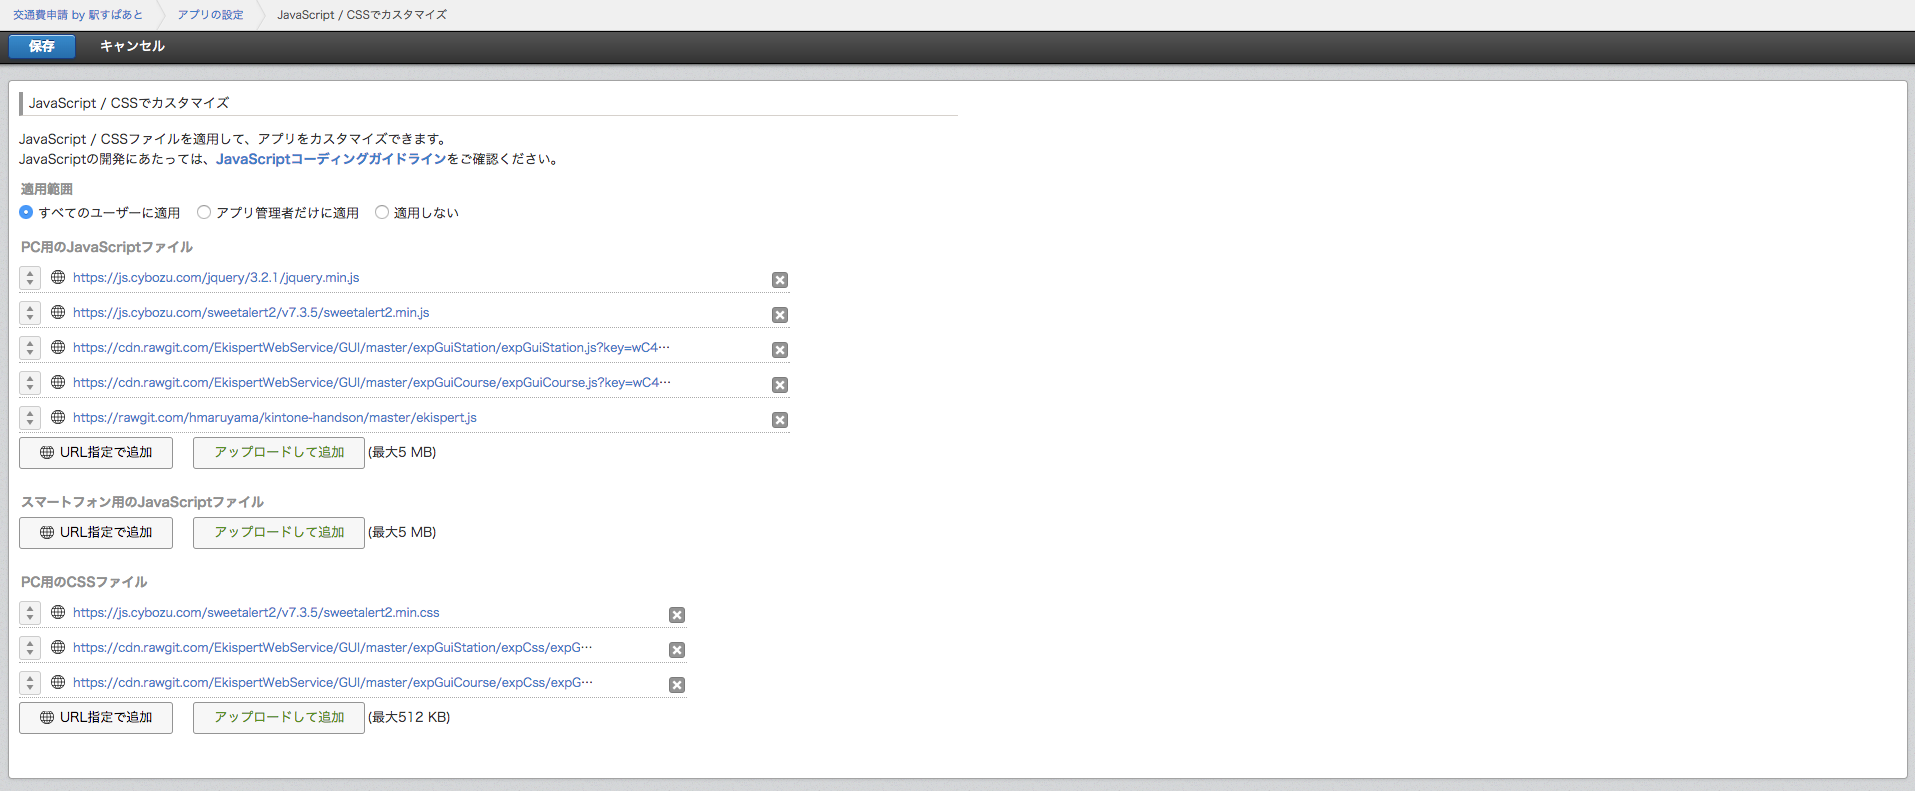 交通費申請 by 駅すぱあと アプリの設定 JavaScript / CSSでカスタマイズ
保存 キャンセル
JavaScript / CSSでカスタマイズ
JavaScript / CSSファイルを適用して、アプリをカスタマイズできます。
JavaScriptの開発にあたっては、JavaScriptコーディングガイドラインをご確認ください。
適用範囲
すべてのユーザーに適用 アプリ管理者だけに適用 適用しない
PC用のJavaScriptファイル
https://js.cybozu.com/jquery/3.2.1/jquery.min.js
https://js.cybozu.com/sweetalert2/v7.3.5/sweetalert2.min.js
https://cdn.rawgit.com/EkispertWebService/GUI/master/expGuiStation/expGuiStation.js?key=wC4…
https://cdn.rawgit.com/EkispertWebService/GUI/master/expGuiCourse/expGuiCourse.js?key=wC4…
https://rawgit.com/hmaruyama/kintone-handson/master/ekispert.js
URL指定で追加 アップロードして追加 (最大5 MB)
スマートフォン用のJavaScriptファイル
URL指定で追加 アップロードして追加 (最大5 MB)
PC用のCSSファイル
https://js.cybozu.com/sweetalert2/v7.3.5/sweetalert2.min.css
https://cdn.rawgit.com/EkispertWebService/GUI/master/expGuiStation/expCss/expG…
https://cdn.rawgit.com/EkispertWebService/GUI/master/expGuiCourse/expCss/expG…
URL指定で追加 アップロードして追加 (最大512 KB)